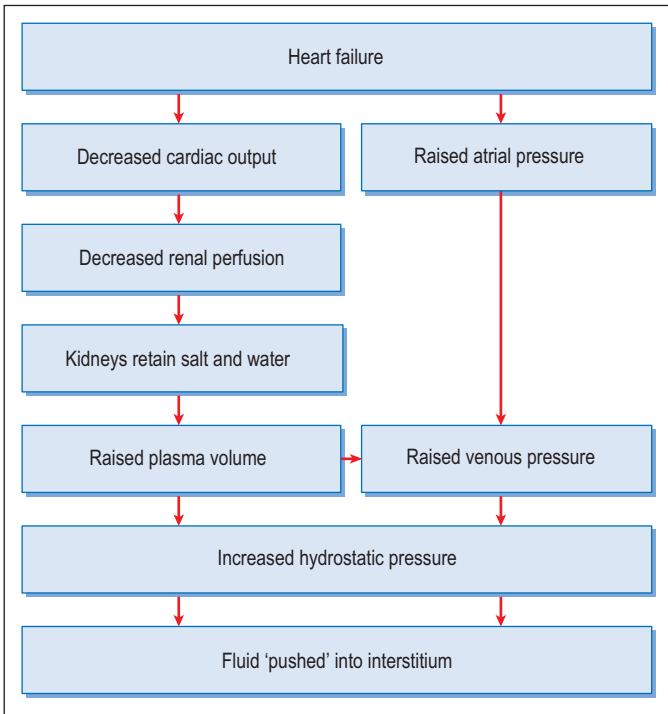 Heart failure
Decreased cardiac output
Raised atrial pressure
Decreased renal perfusion
Kidneys retain salt and water
Raised plasma volume
Raised venous pressure
Increased hydrostatic pressure
Fluid ‘pushed’ into interstitium